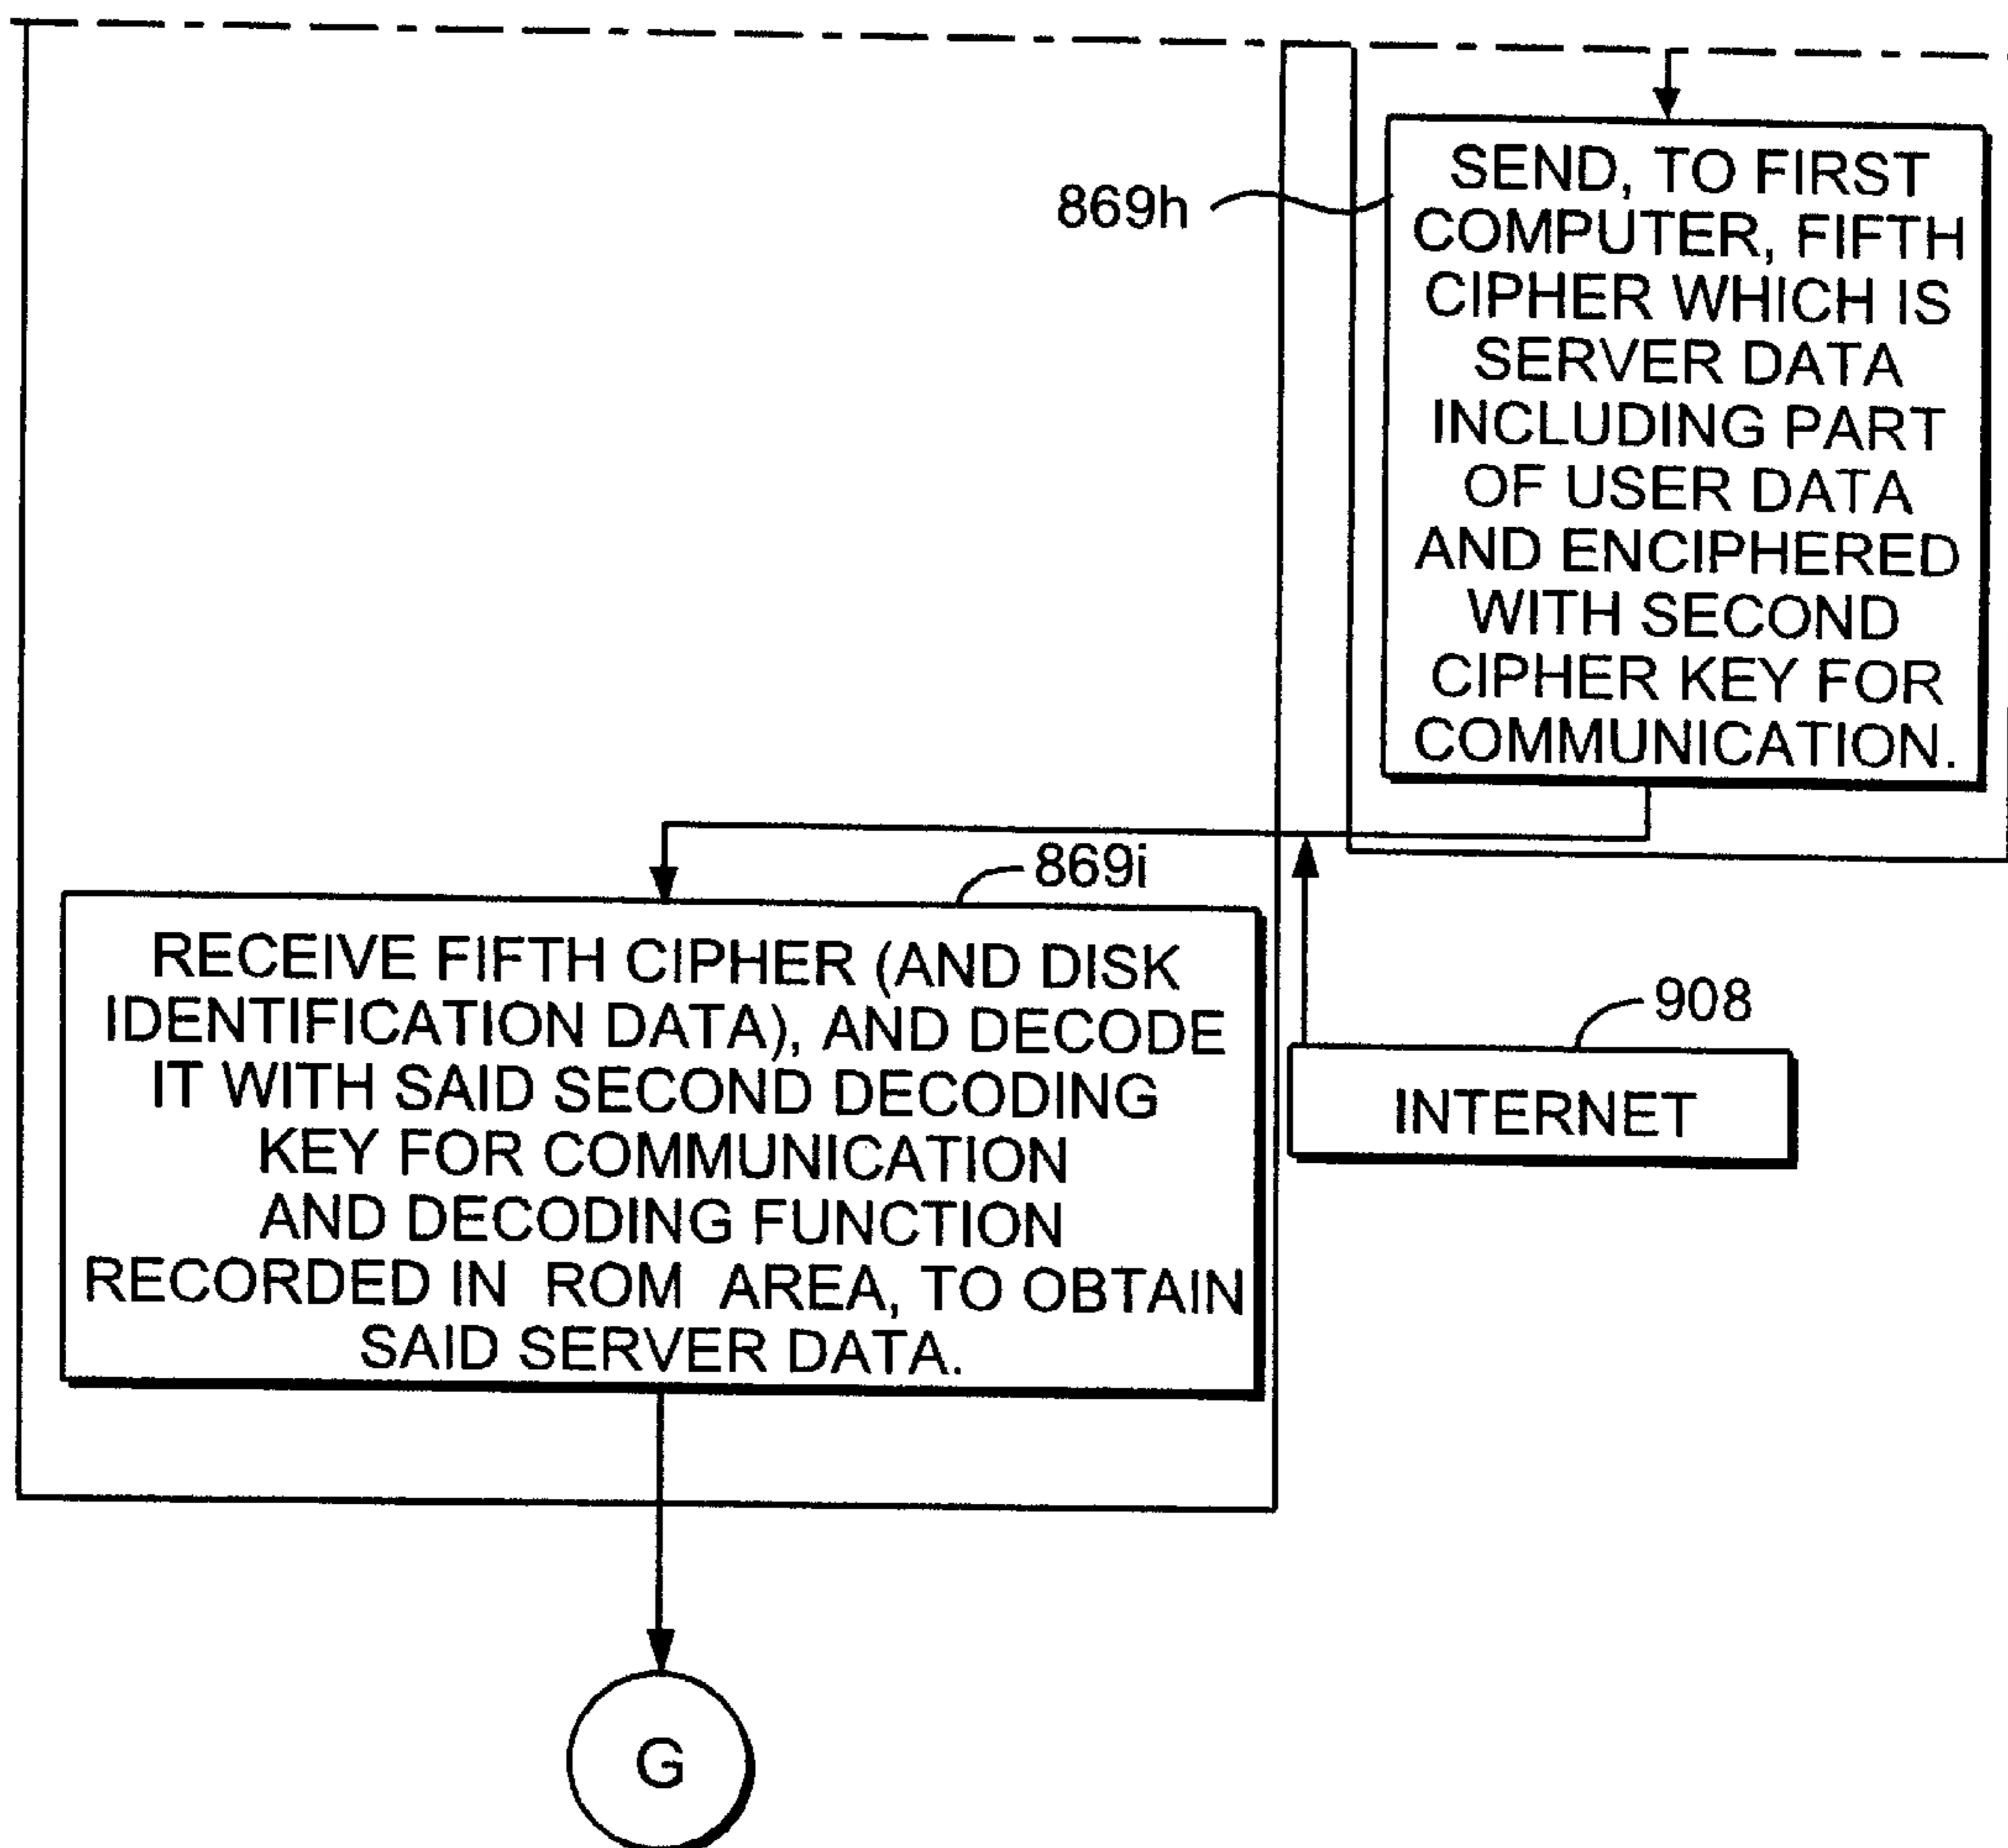 869h
SEND, TO FIRST
COMPUTER, FIFTH
CIPHER WHICH IS
SERVER DATA
INCLUDING PART
OF USER DATA
AND ENCIPHERED
WITH SECOND
CIPHER KEY FOR
COMMUNICATION.
869i
RECEIVE FIFTH CIPHER (AND DISK
IDENTIFICATION DATA), AND DECODE
IT WITH SAID SECOND DECODING
KEY FOR COMMUNICATION
AND DECODING FUNCTION
RECORDED IN ROM AREA, TO OBTAIN
SAID SERVER DATA.
908
INTERNET
G